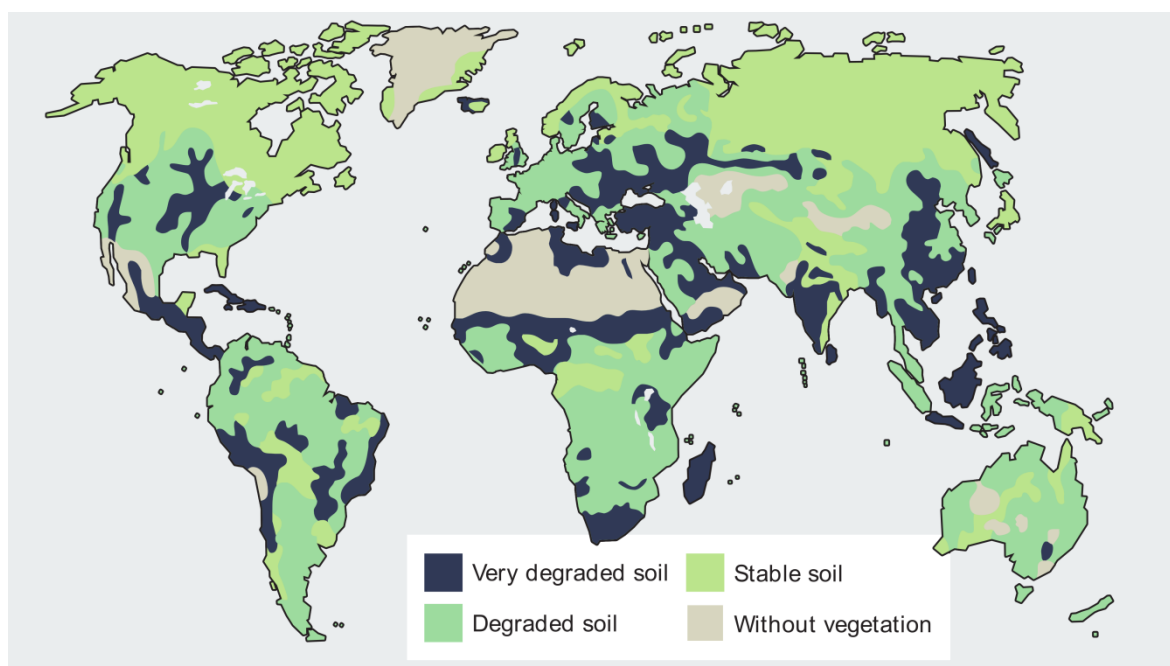 Very degraded soil
Stable soil
Degraded soil
Without vegetation